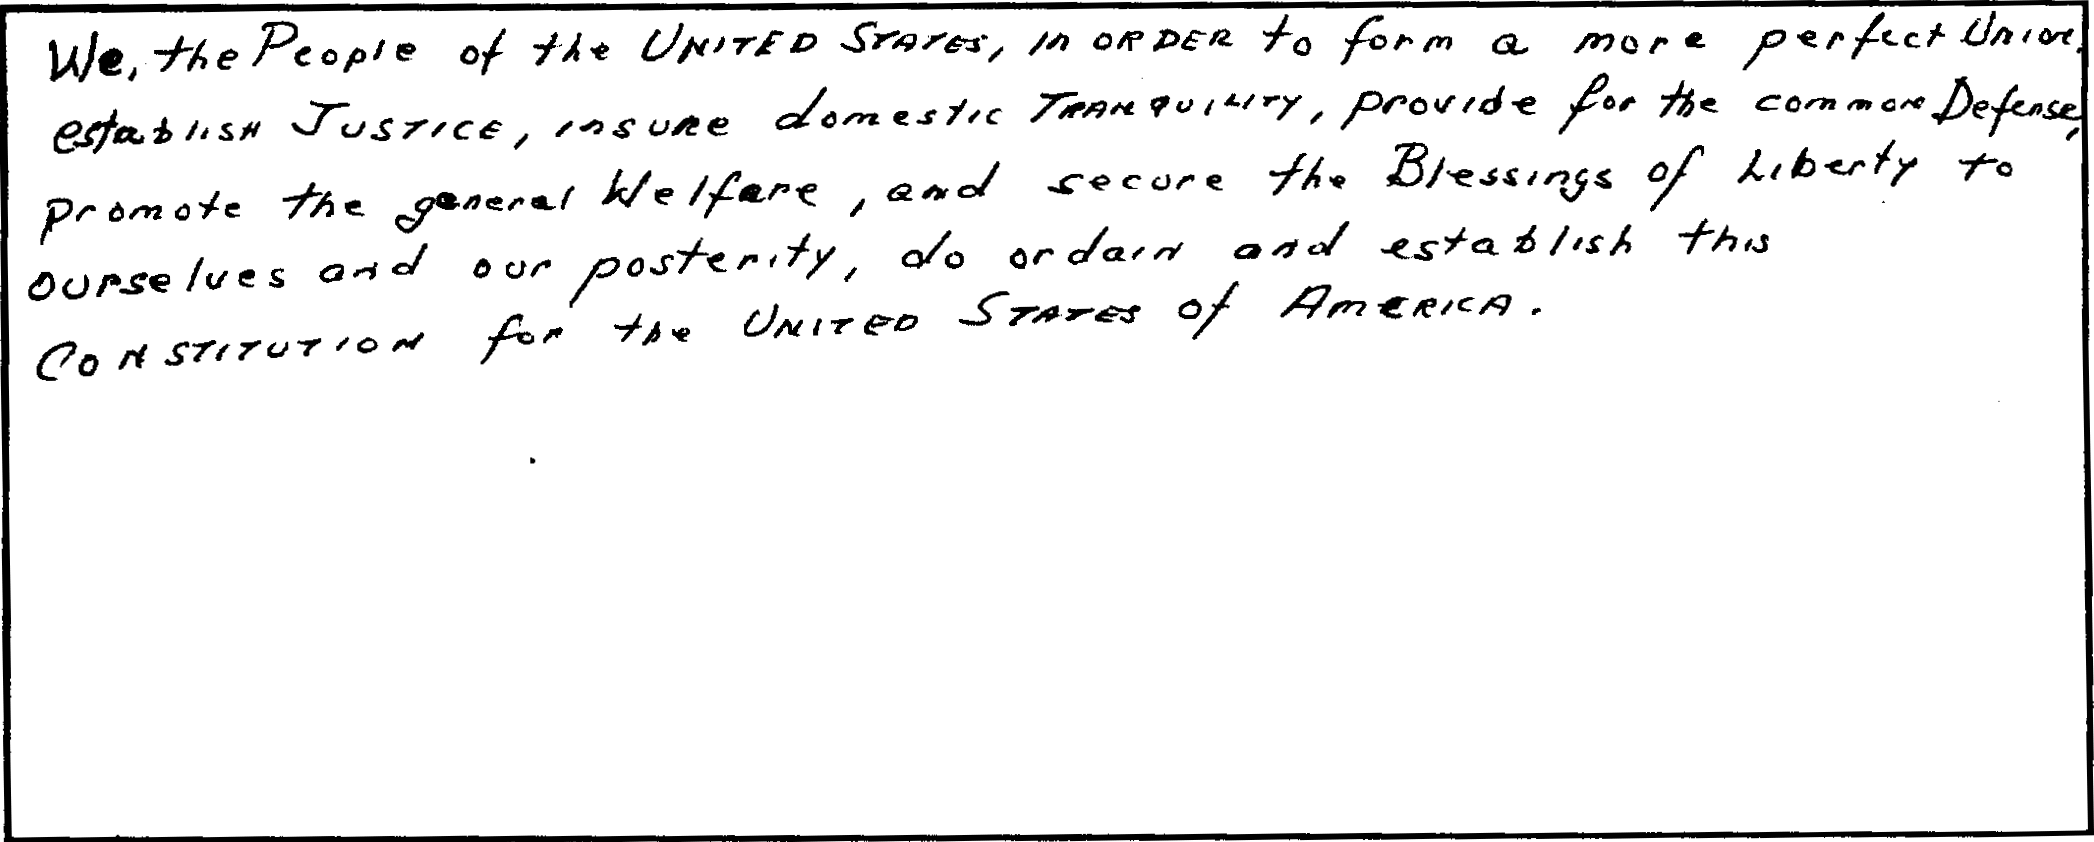 We, the People of the UNITED STATES, in ORDER to form a more perfect Union,
establisH JUSTICE, insure domestic TRANQUILITY, provide for the common Defense,
promote the general Welfare, and secure the Blessings of Liberty to
ourselves and our posterity, do ordain and establish this
CONSTITUTION for the UNITED STATES of AMERICA.